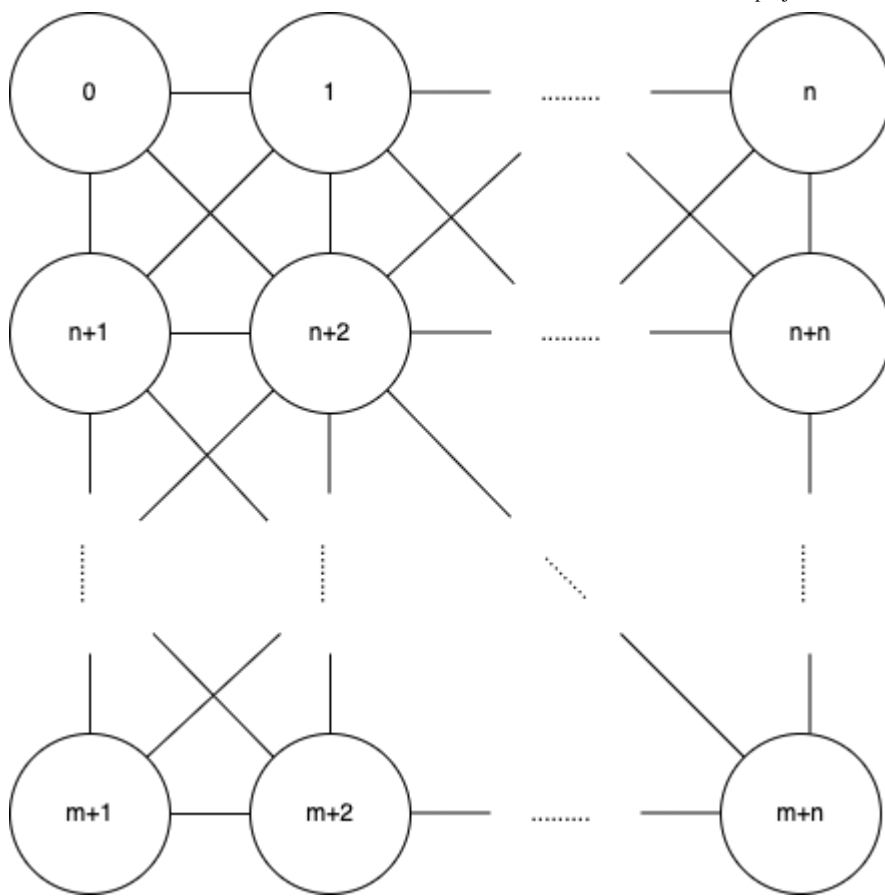 0 1 ......... n
n+1 n+2 ......... n+n
m+1 m+2 ......... m+n